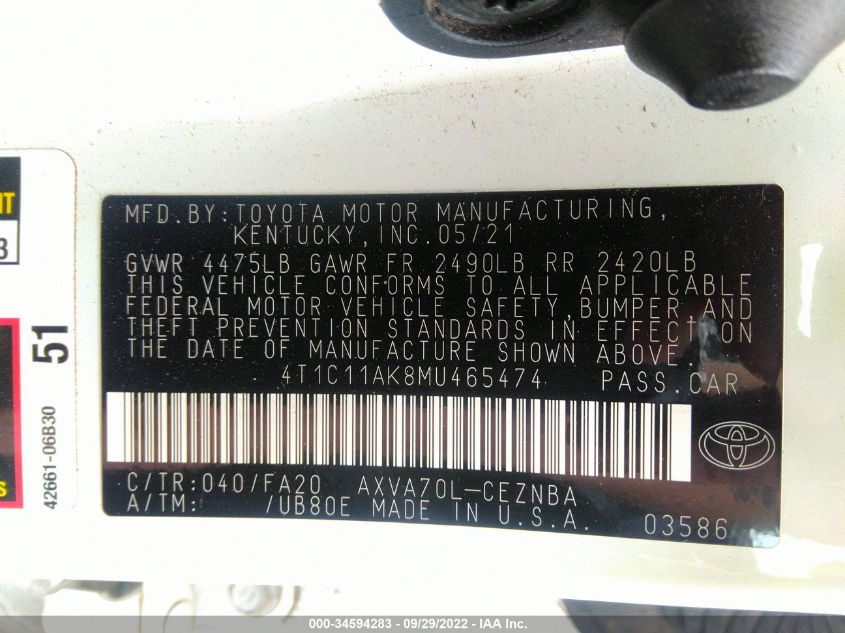 MFD.BY:TOYOTA MOTOR MANUFACTURING,
KENTUCKY,INC.05/21
GVWR 4475LB GAWR FR 2490LB RR 2420LB
THIS VEHICLE CONFORMS TO ALL APPLICABLE
FEDERAL MOTOR VEHICLE SAFETY,BUMPER AND
THEFT PREVENTION STANDARDS IN EFFECT ON
THE DATE OF MANUFACTURE SHOWN ABOVE.
4T1C11AK8MU465474 PASS.CAR
C/TR:040/FA20 AXVA70L-CEZNBA
A/TM: /UB80E MADE IN U.S.A. 03586
51
42661-06B30
3
000-34594283 - 09/29/2022 - IAA Inc.